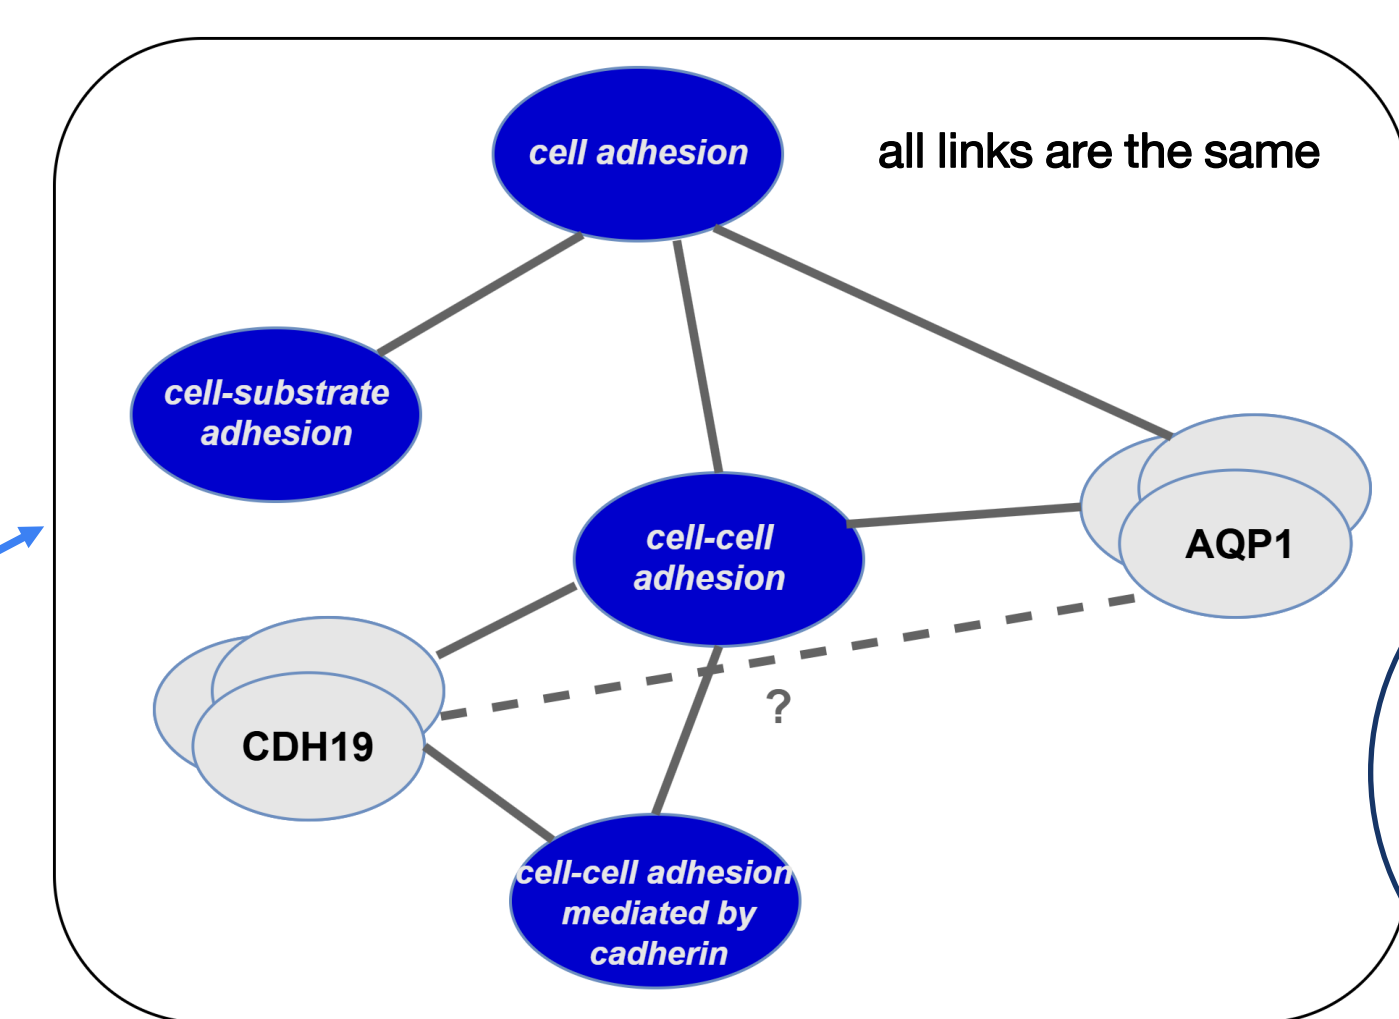 cell adhesion
all links are the same
cell-substrate
adhesion
cell-cell
adhesion
AQP1
?
CDH19
cell-cell adhesion
mediated by
cadherin